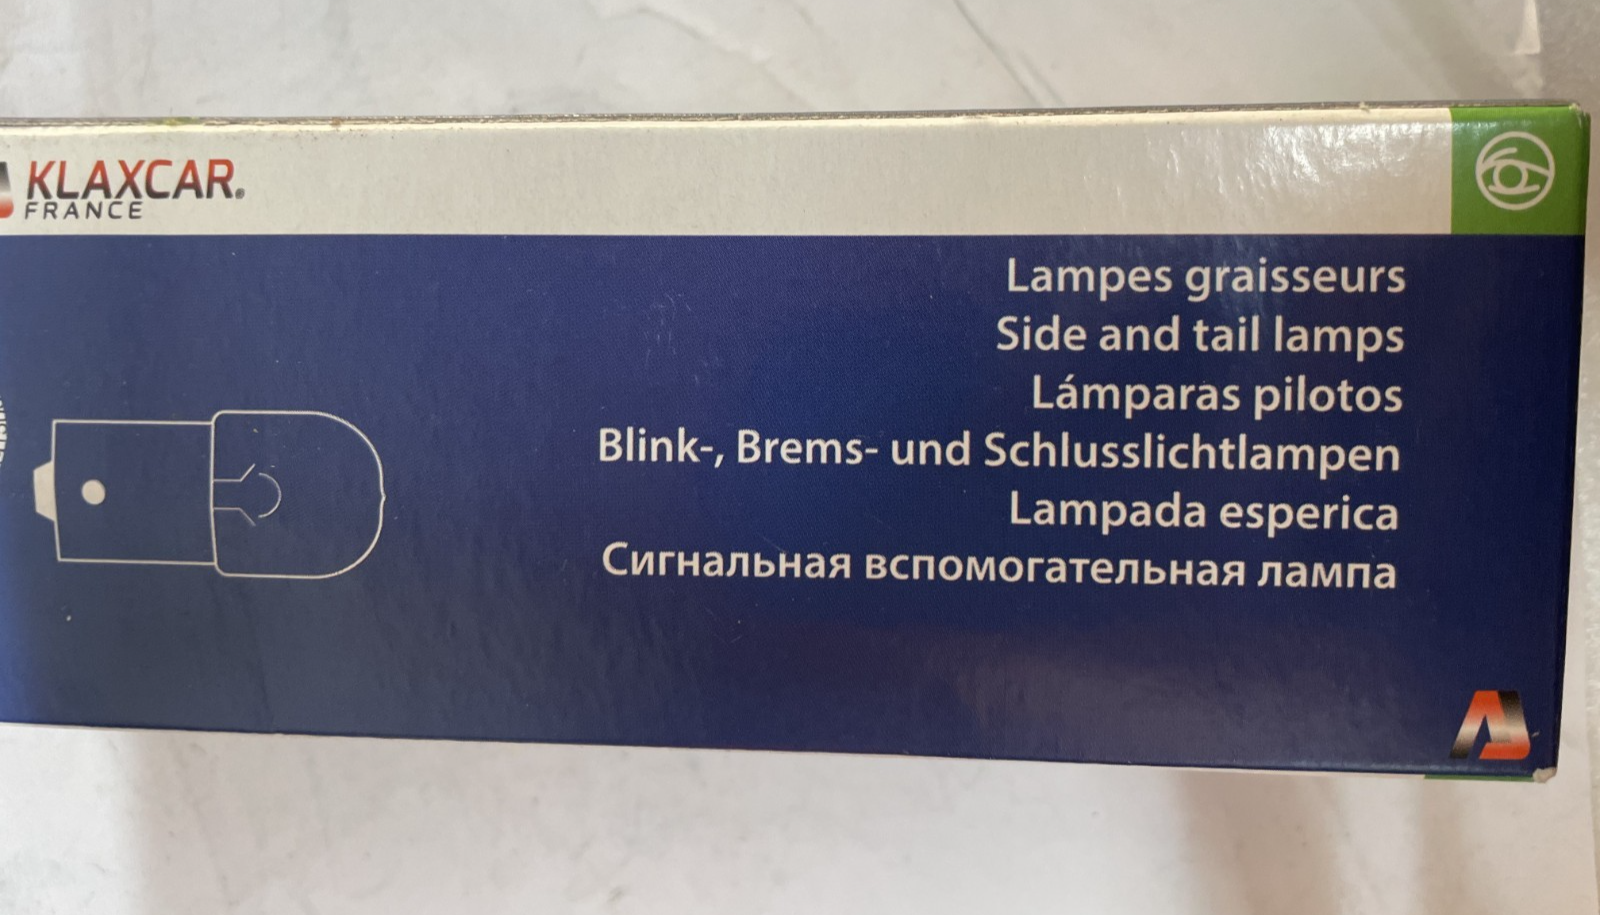 KLAXCAR®
FRANCE
Lampes graisseurs
Side and tail lamps
Lámparas pilotos
Blink-, Brems- und Schlusslichtlampen
Lampada esperica
Сигнальная вспомогательная лампа